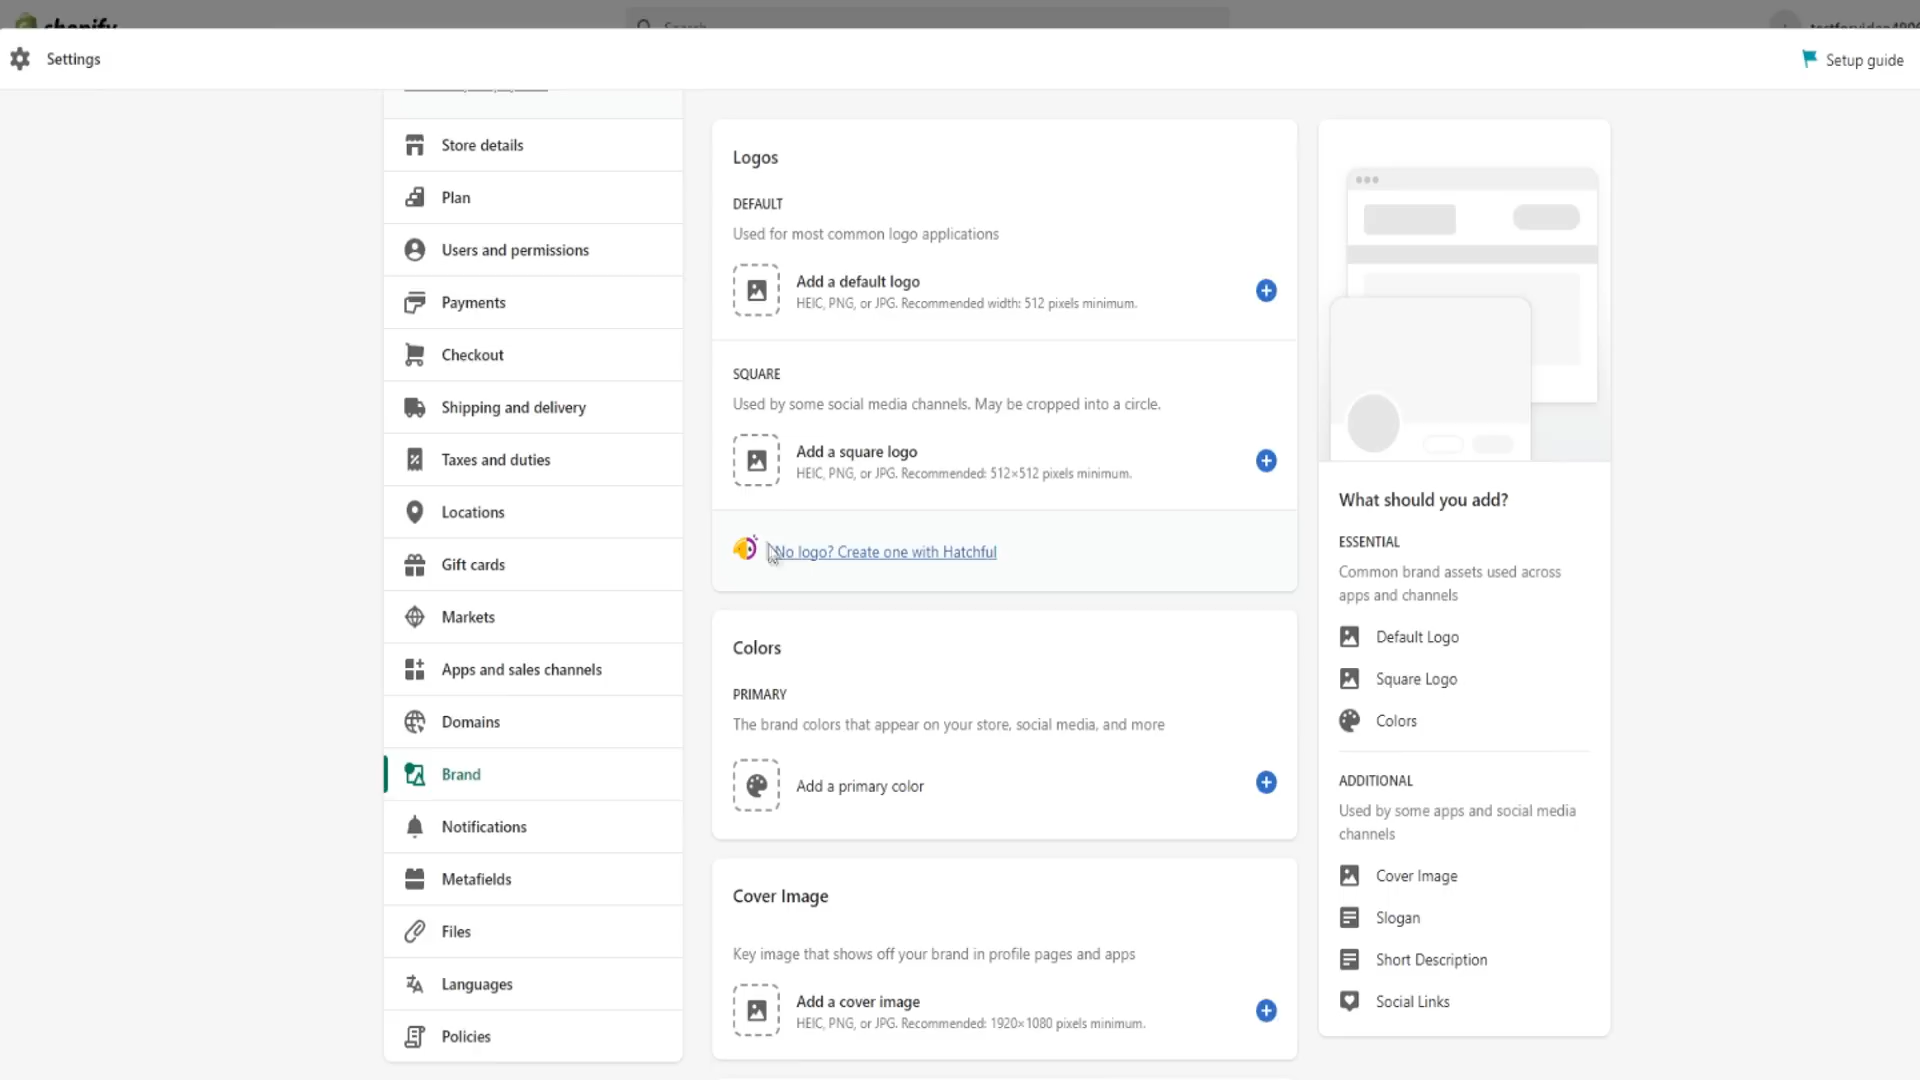 shopify
Search
Settings
Setup guide
Store details
Plan
Users and permissions
Payments
Checkout
Shipping and delivery
Taxes and duties
Locations
Gift cards
Markets
Apps and sales channels
Domains
Brand
Notifications
Metafields
Files
Languages
Policies
Logos
DEFAULT
Used for most common logo applications
Add a default logo
HEIC, PNG, or JPG. Recommended width: 512 pixels minimum.
SQUARE
Used by some social media channels. May be cropped into a circle.
Add a square logo
HEIC, PNG, or JPG. Recommended: 512×512 pixels minimum.
No logo? Create one with Hatchful
Colors
PRIMARY
The brand colors that appear on your store, social media, and more
Add a primary color
Cover Image
Key image that shows off your brand in profile pages and apps
Add a cover image
HEIC, PNG, or JPG. Recommended: 1920×1080 pixels minimum.
What should you add?
ESSENTIAL
Common brand assets used across
apps and channels
Default Logo
Square Logo
Colors
ADDITIONAL
Used by some apps and social media
channels
Cover Image
Slogan
Short Description
Social Links